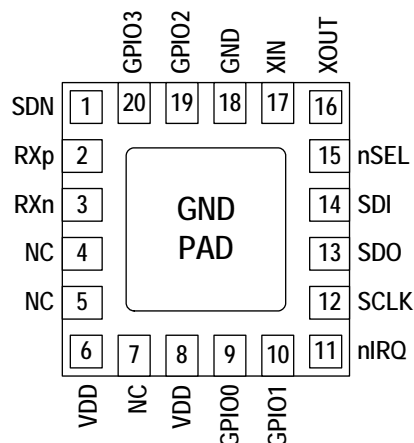 GPIO3
GPIO2
GND
XIN
XOUT
SDN 1 20 19 18 17 16
RXp 2 15 nSEL
RXn 3 14 SDI
GND
PAD
NC 4 13 SDO
NC 5 12 SCLK
6 7 8 9 10 11 nIRQ
VDD
NC
VDD
GPIO0
GPIO1